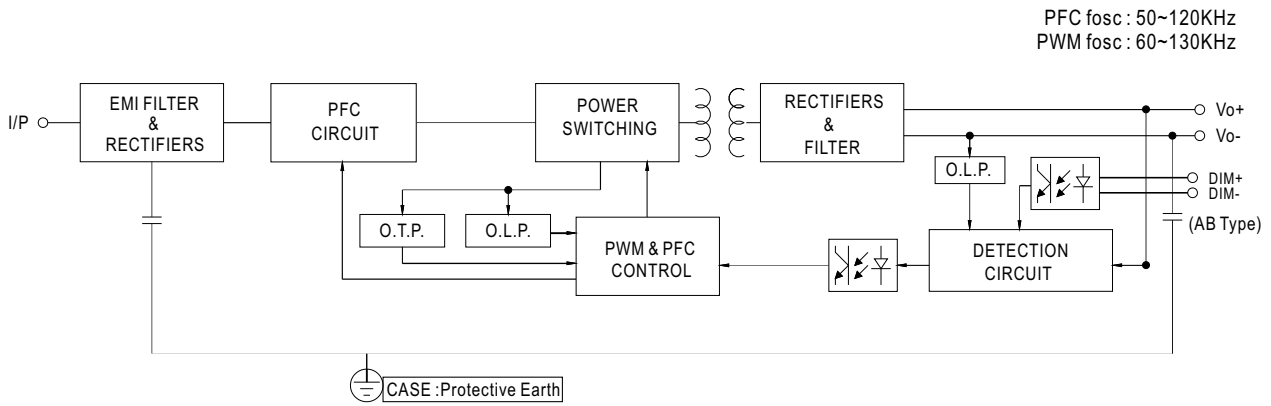 PFC fosc : 50~120KHz
PWM fosc : 60~130KHz
I/P
EMI FILTER
&
RECTIFIERS
PFC
CIRCUIT
POWER
SWITCHING
RECTIFIERS
&
FILTER
Vo+
Vo-
O.L.P.
DIM+
DIM-
(AB Type)
O.T.P.
O.L.P.
PWM & PFC
CONTROL
DETECTION
CIRCUIT
CASE :Protective Earth